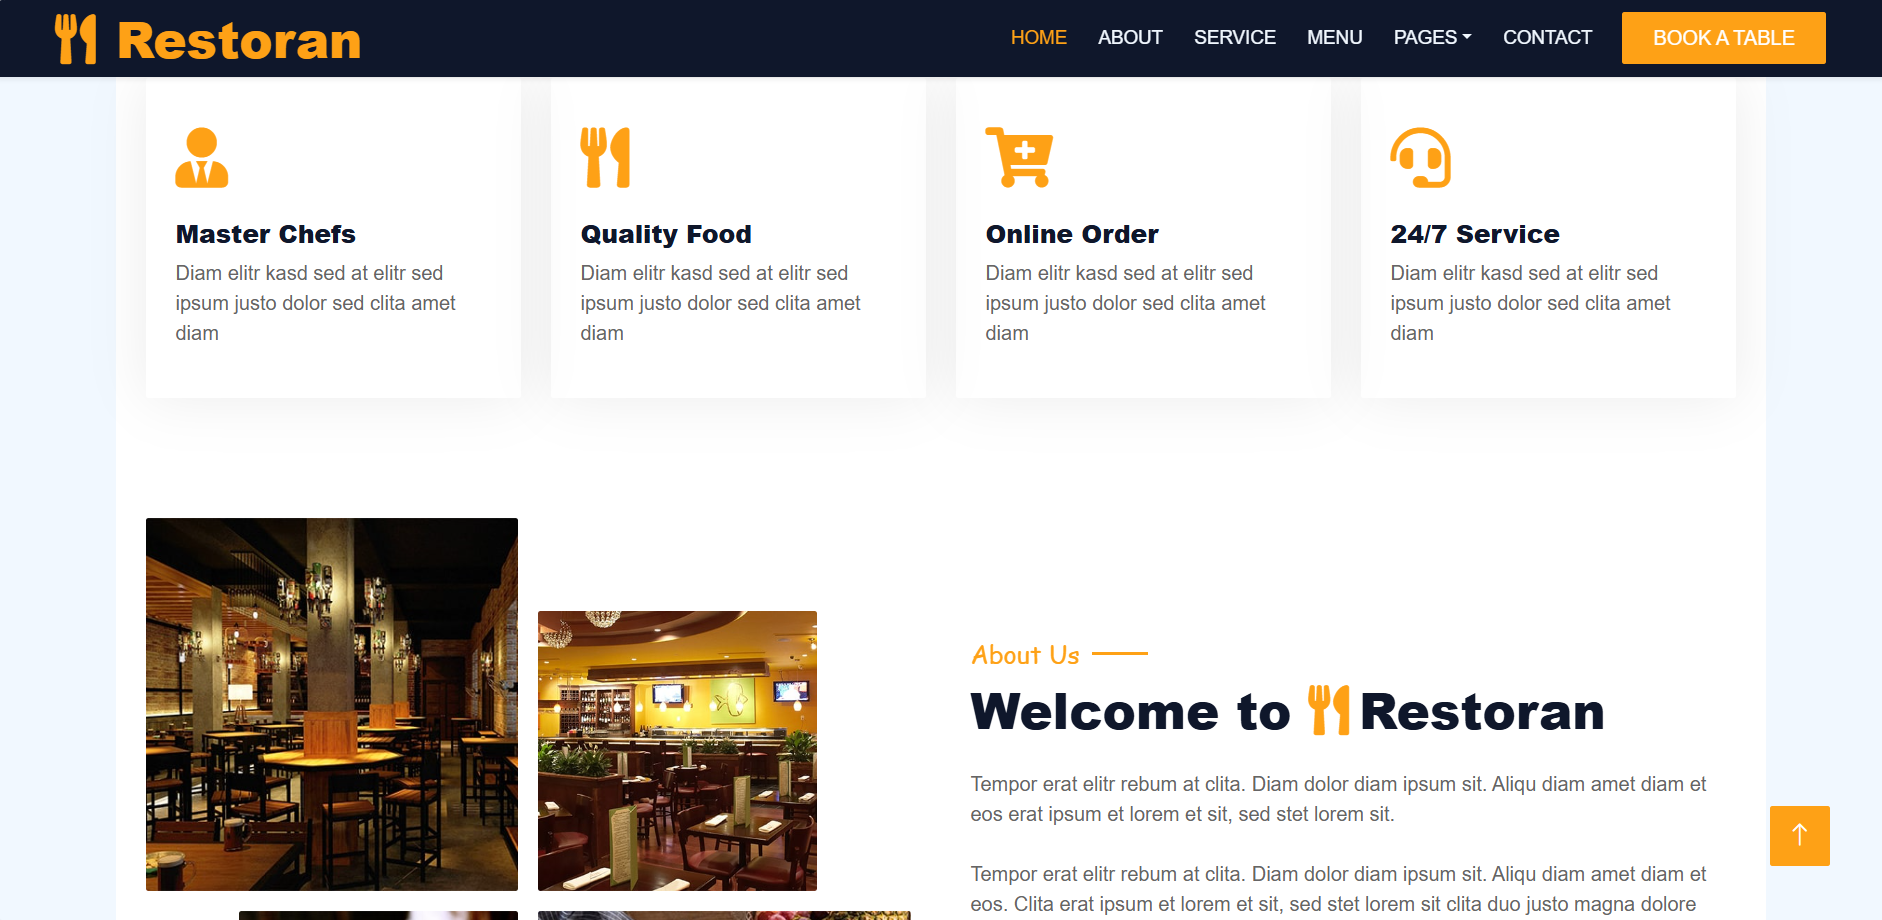 Restoran
HOME
ABOUT
SERVICE
MENU
PAGES
CONTACT
BOOK A TABLE
Master Chefs
Diam elitr kasd sed at elitr sed
ipsum justo dolor sed clita amet
diam
Quality Food
Diam elitr kasd sed at elitr sed
ipsum justo dolor sed clita amet
diam
Online Order
Diam elitr kasd sed at elitr sed
ipsum justo dolor sed clita amet
diam
24/7 Service
Diam elitr kasd sed at elitr sed
ipsum justo dolor sed clita amet
diam
About Us
Welcome to Restoran
Tempor erat elitr rebum at clita. Diam dolor diam ipsum sit. Aliqu diam amet diam et
eos erat ipsum et lorem et sit, sed stet lorem sit.
Tempor erat elitr rebum at clita. Diam dolor diam ipsum sit. Aliqu diam amet diam et
eos. Clita erat ipsum et lorem et sit, sed stet lorem sit clita duo justo magna dolore